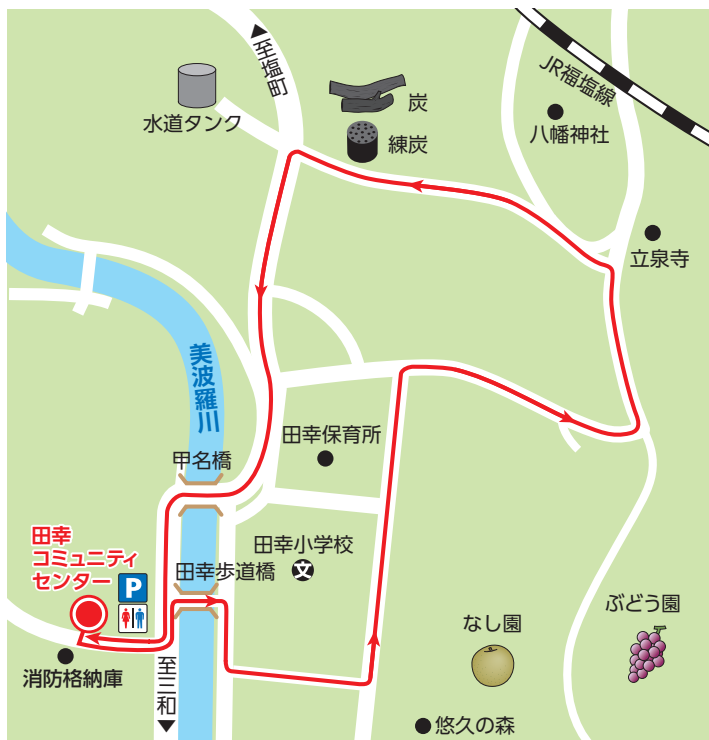 至塩町
JR福塩線
炭
水道タンク
八幡神社
練炭
立泉寺
美波羅川
田幸保育所
甲名橋
田幸
コミュニティ
センター
P
田幸小学校
文
田幸歩道橋
ぶどう園
なし園
消防格納庫
至三和
悠久の森